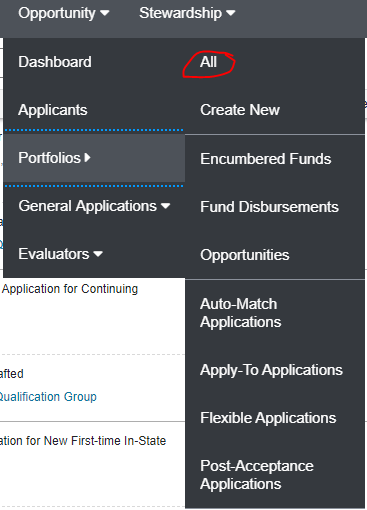 Opportunity
Stewardship
Dashboard
Applicants
Portfolios
General Applications
Evaluators
All
Create New
Encumbered Funds
Fund Disbursements
Opportunities
Auto-Match
Applications
Apply-To Applications
Flexible Applications
Post-Acceptance
Applications
Application for Continuing
afted
Qualification Group
ation for New First-time In-State